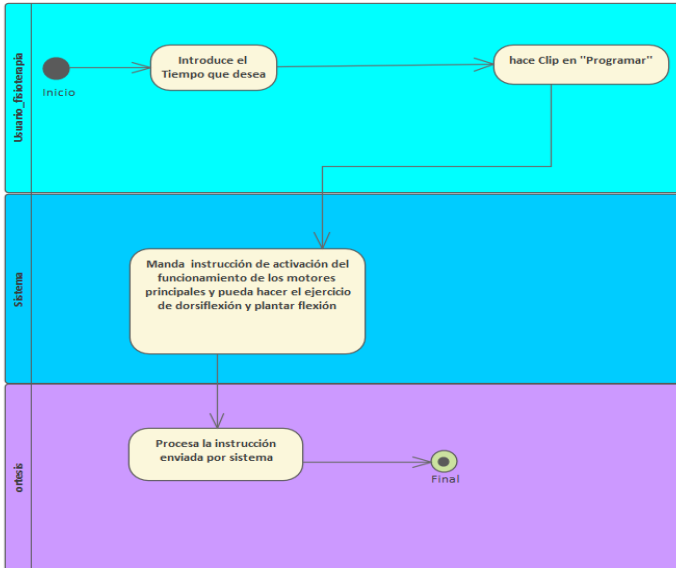 Usuario_fisioterapia
Inicio
Introduce el
Tiempo que desea
hace Clip en "Programar"
Sistema
Manda instrucción de activación del
funcionamiento de los motores
principales y pueda hacer el ejercicio
de dorsiflexión y plantar flexión
ortesis
Procesa la instrucción
enviada por sistema
Final